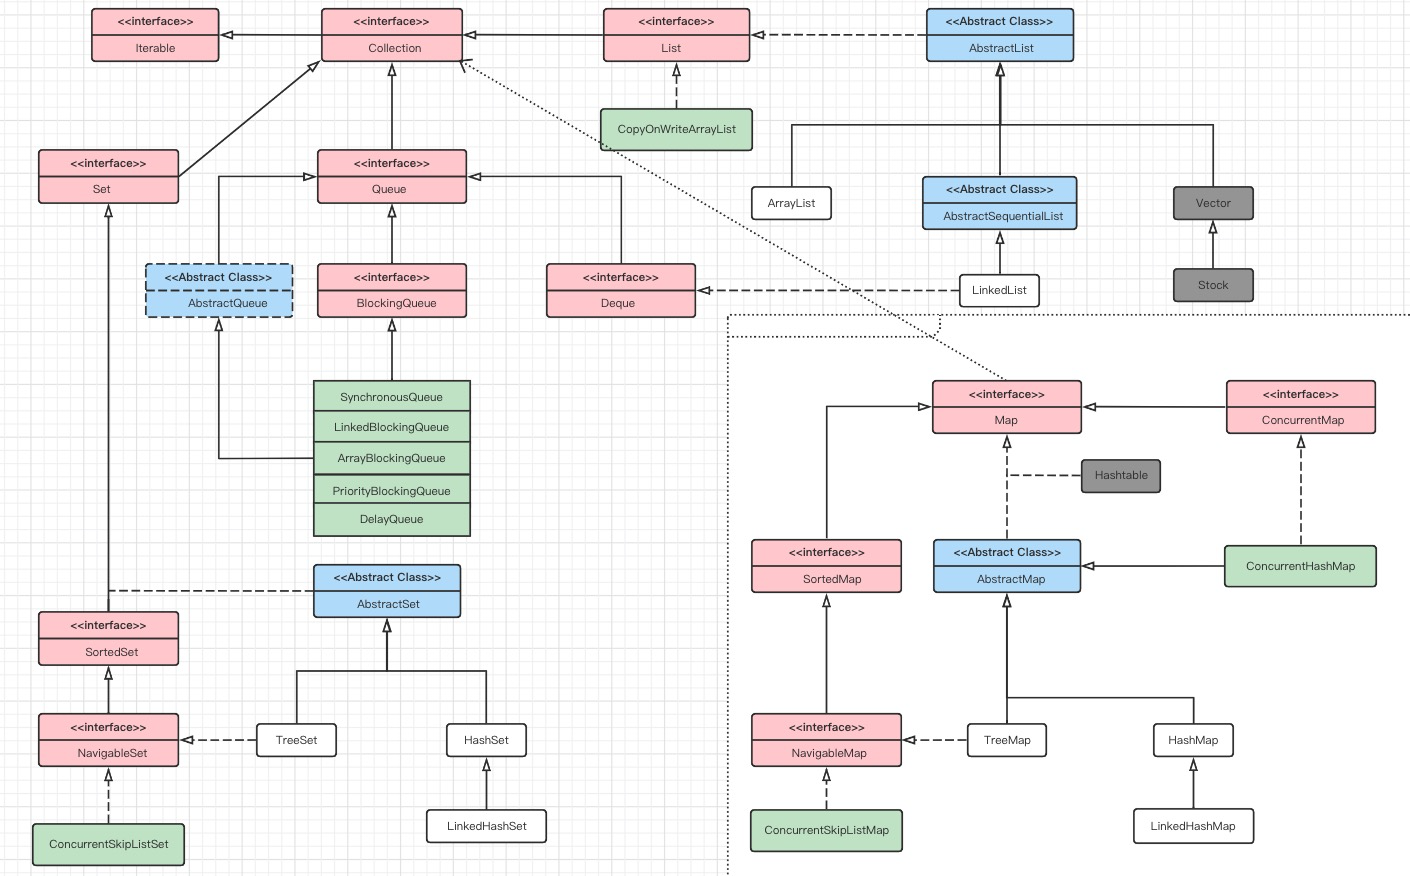 <<interface>>
Iterable
<<interface>>
Collection
<<interface>>
List
<<Abstract Class>>
AbstractList
CopyOnWriteArrayList
<<interface>>
Set
<<interface>>
Queue
ArrayList
<<Abstract Class>>
AbstractSequentialList
Vector
<<Abstract Class>>
AbstractQueue
<<interface>>
BlockingQueue
<<interface>>
Deque
LinkedList
Stock
SynchronousQueue
LinkedBlockingQueue
ArrayBlockingQueue
PriorityBlockingQueue
DelayQueue
<<interface>>
Map
<<interface>>
ConcurrentMap
Hashtable
<<interface>>
SortedMap
<<Abstract Class>>
AbstractMap
ConcurrentHashMap
<<Abstract Class>>
AbstractSet
<<interface>>
SortedSet
<<interface>>
NavigableSet
TreeSet
HashSet
<<interface>>
NavigableMap
TreeMap
HashMap
ConcurrentSkipListSet
LinkedHashSet
ConcurrentSkipListMap
LinkedHashMap